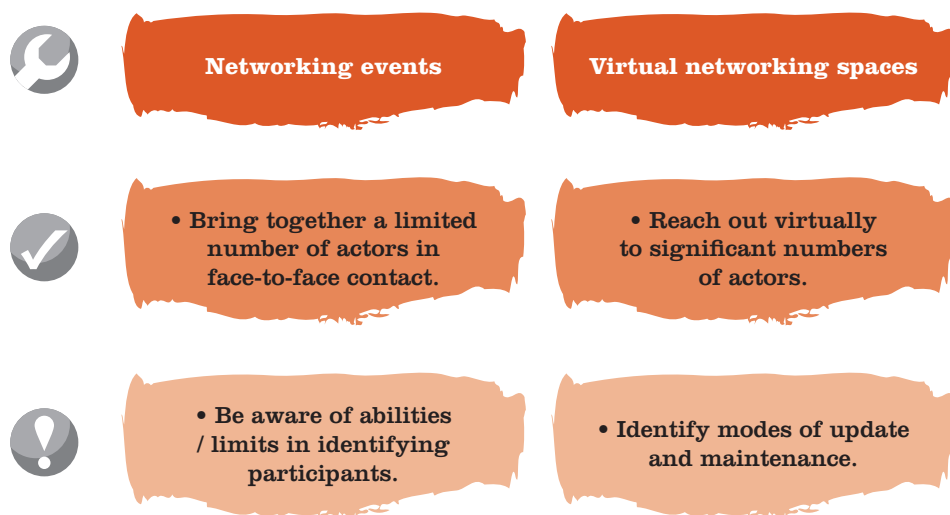 Networking events
Virtual networking spaces
• Bring together a limited
number of actors in
face-to-face contact.
• Reach out virtually
to significant numbers
of actors.
• Be aware of abilities
/ limits in identifying
participants.
• Identify modes of update
and maintenance.